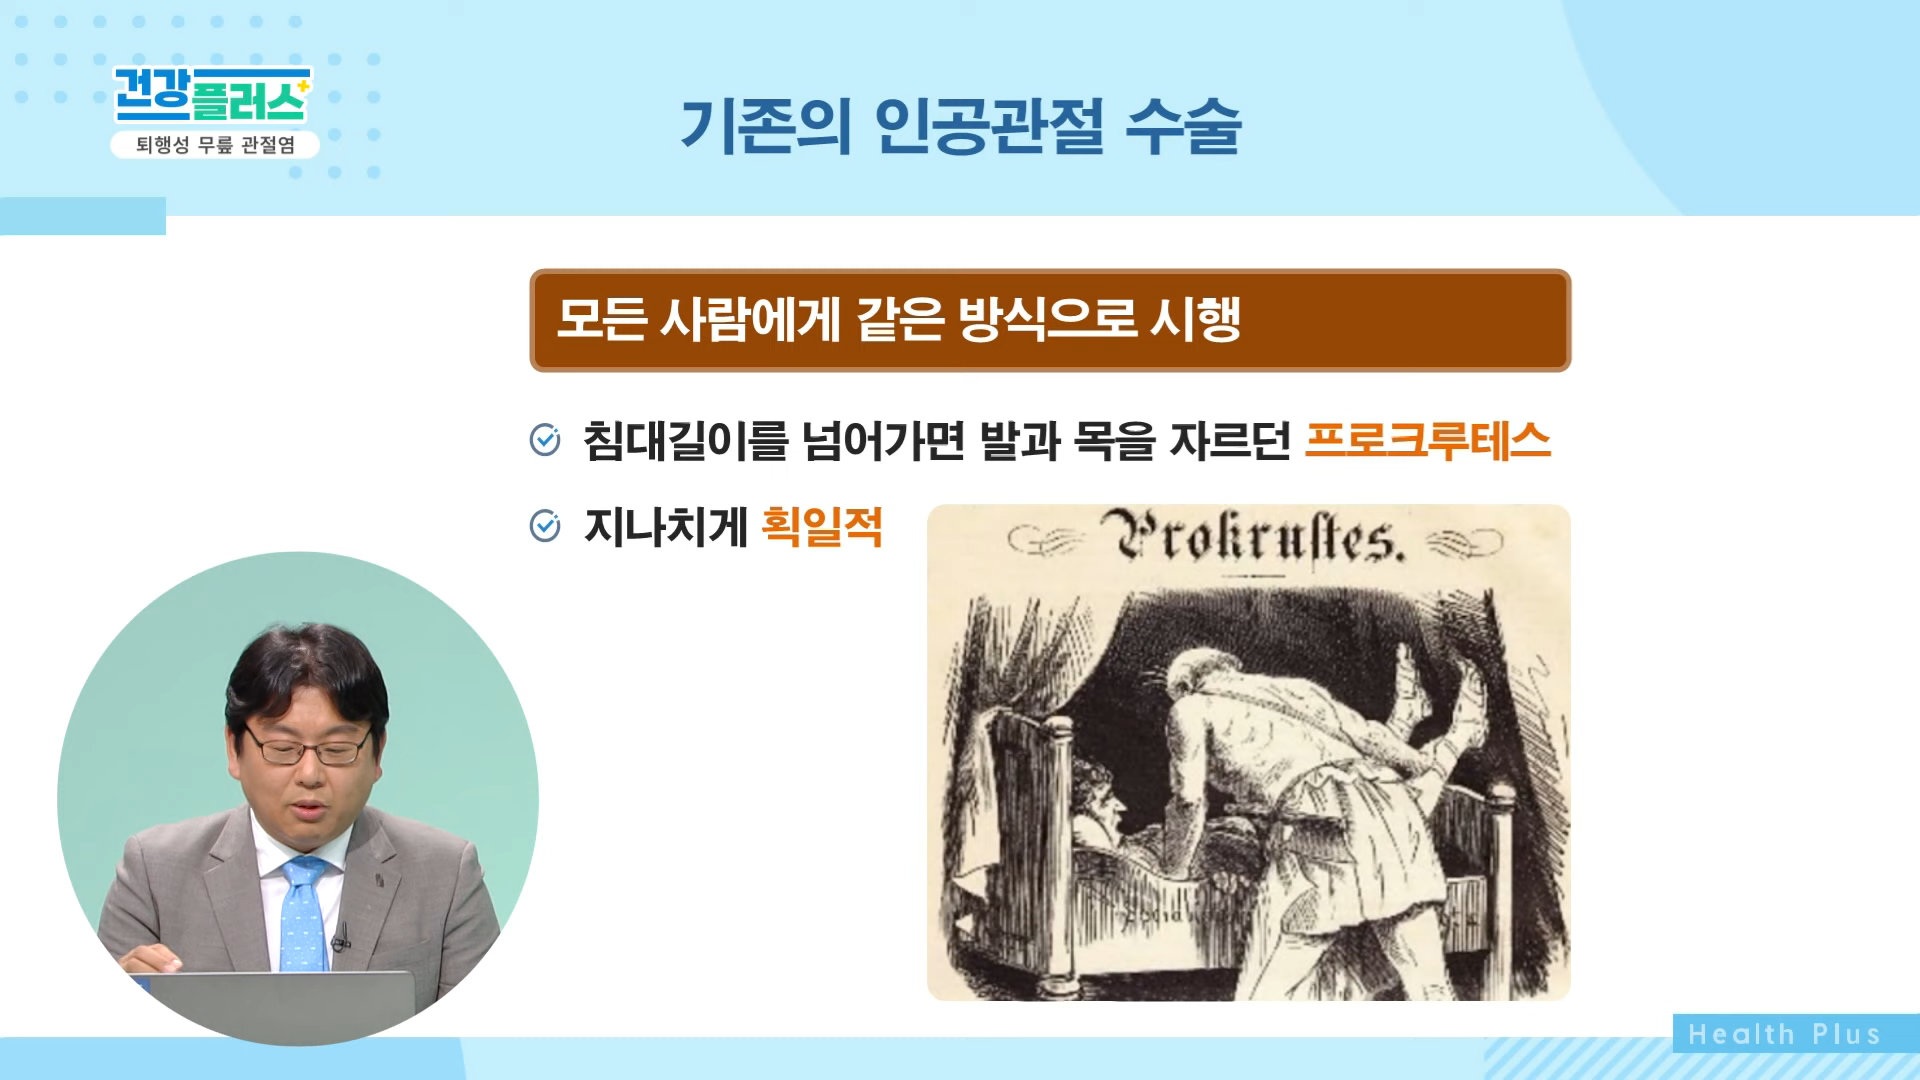 건강플러스+
퇴행성 무릎 관절염
기존의 인공관절 수술
모든 사람에게 같은 방식으로 시행
침대길이를 넘어가면 발과 목을 자르던 프로크루테스
지나치게 획일적
Prokruſtes.
Health Plus